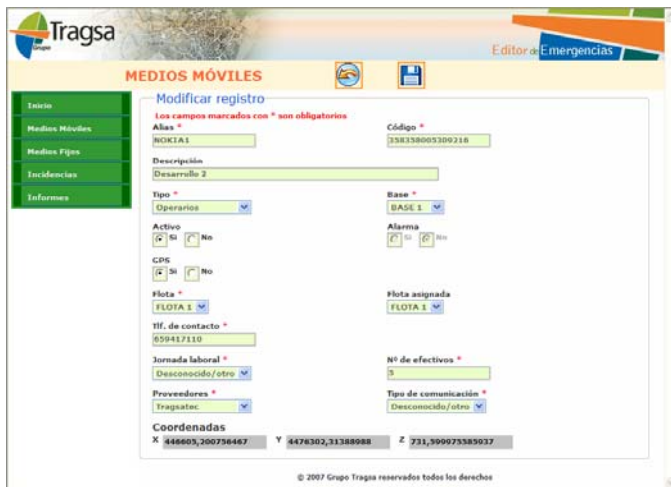 Grupo Tragsa
Editor de Emergencias
MEDIOS MÓVILES
Inicio
Medios Móviles
Medios Fijos
Incidencias
Informes
Modificar registro
Los campos marcados con * son obligatorios
Alias * Código *
NOKIA1 358358005309216
Descripción
Desarrullo 2
Tipo * Base *
Operarios BASE 1
Activo Alarma
Si No Si No
GPS
Si No
Flota * Flota asignada
FLOTA 1 FLOTA 1
Tlf. de contacto *
659417110
Jornada laboral * Nº de efectivos *
Desconocido/otro 5
Proveedores * Tipo de comunicación *
Tragsatec Desconocido/otro
Coordenadas
X 446605,200756467 Y 4476302,31388988 Z 731,599975585937
© 2007 Grupo Tragsa reservados todos los derechos